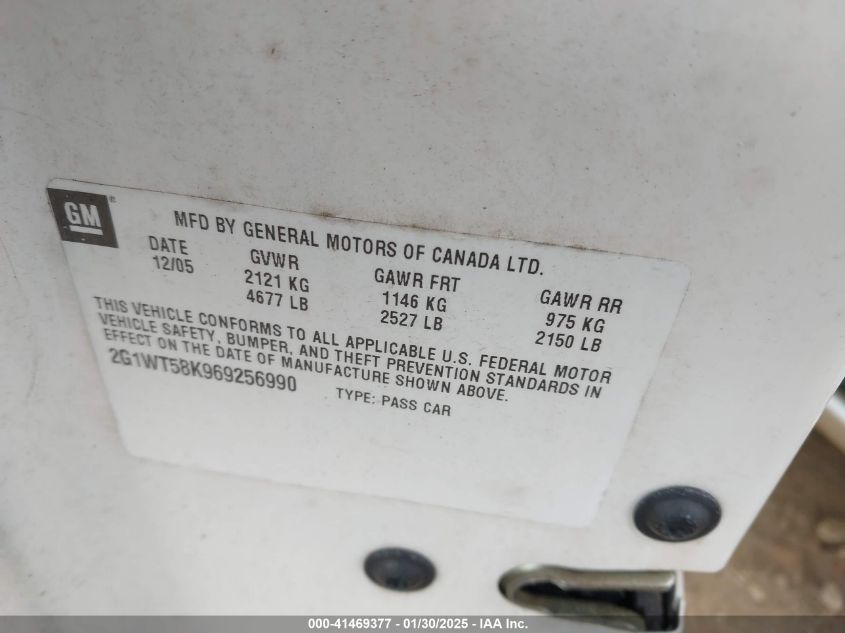 GM®
MFD BY GENERAL MOTORS OF CANADA LTD.
DATE GVWR GAWR FRT GAWR RR
12/05 2121 KG 1146 KG 975 KG
4677 LB 2527 LB 2150 LB
THIS VEHICLE CONFORMS TO ALL APPLICABLE U.S. FEDERAL MOTOR
VEHICLE SAFETY, BUMPER, AND THEFT PREVENTION STANDARDS IN
EFFECT ON THE DATE OF MANUFACTURE SHOWN ABOVE.
2G1WT58K969256990 TYPE: PASS CAR
000-41469377 - 01/30/2025 - IAA Inc.